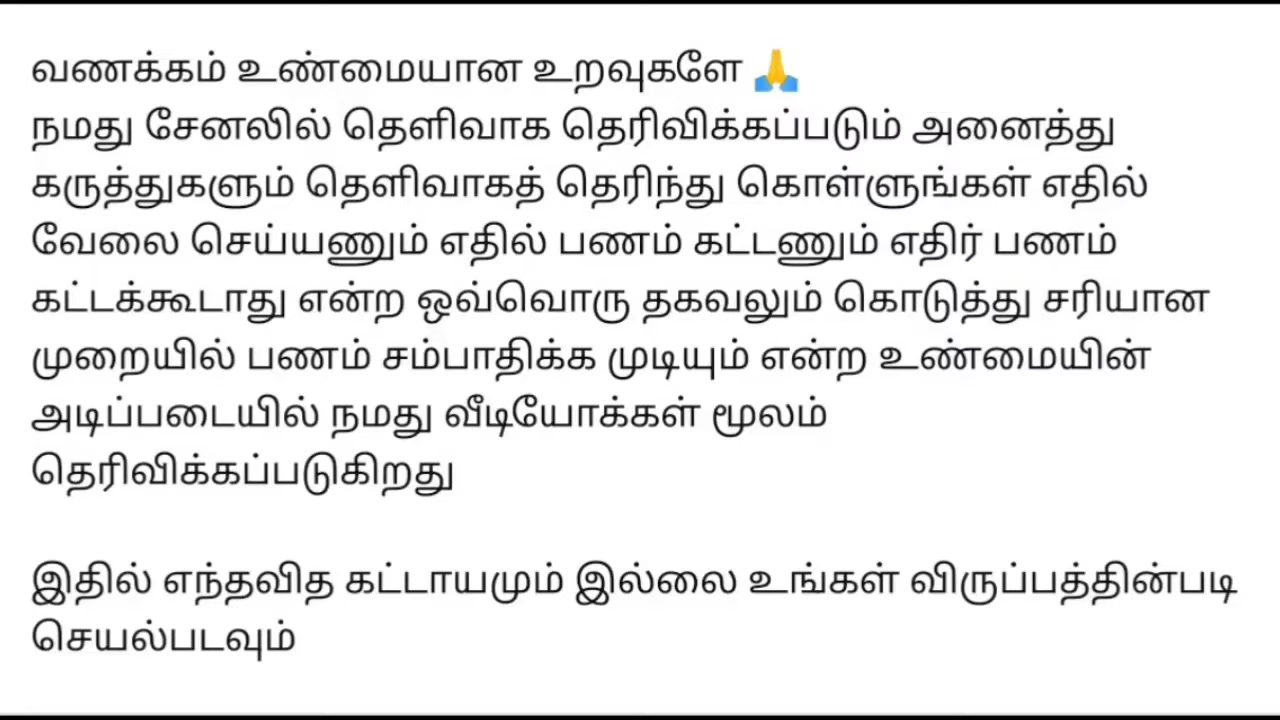 வணக்கம் உண்மையான உறவுகளே 🙏
நமது சேனலில் தெளிவாக தெரிவிக்கப்படும் அனைத்து
கருத்துகளும் தெளிவாகத் தெரிந்து கொள்ளுங்கள் எதில்
வேலை செய்யணும் எதில் பணம் கட்டணும் எதிர் பணம்
கட்டக்கூடாது என்ற ஒவ்வொரு தகவலும் கொடுத்து சரியான
முறையில் பணம் சம்பாதிக்க முடியும் என்ற உண்மையின்
அடிப்படையில் நமது வீடியோக்கள் மூலம்
தெரிவிக்கப்படுகிறது
இதில் எந்தவித கட்டாயமும் இல்லை உங்கள் விருப்பத்தின்படி
செயல்படவும்